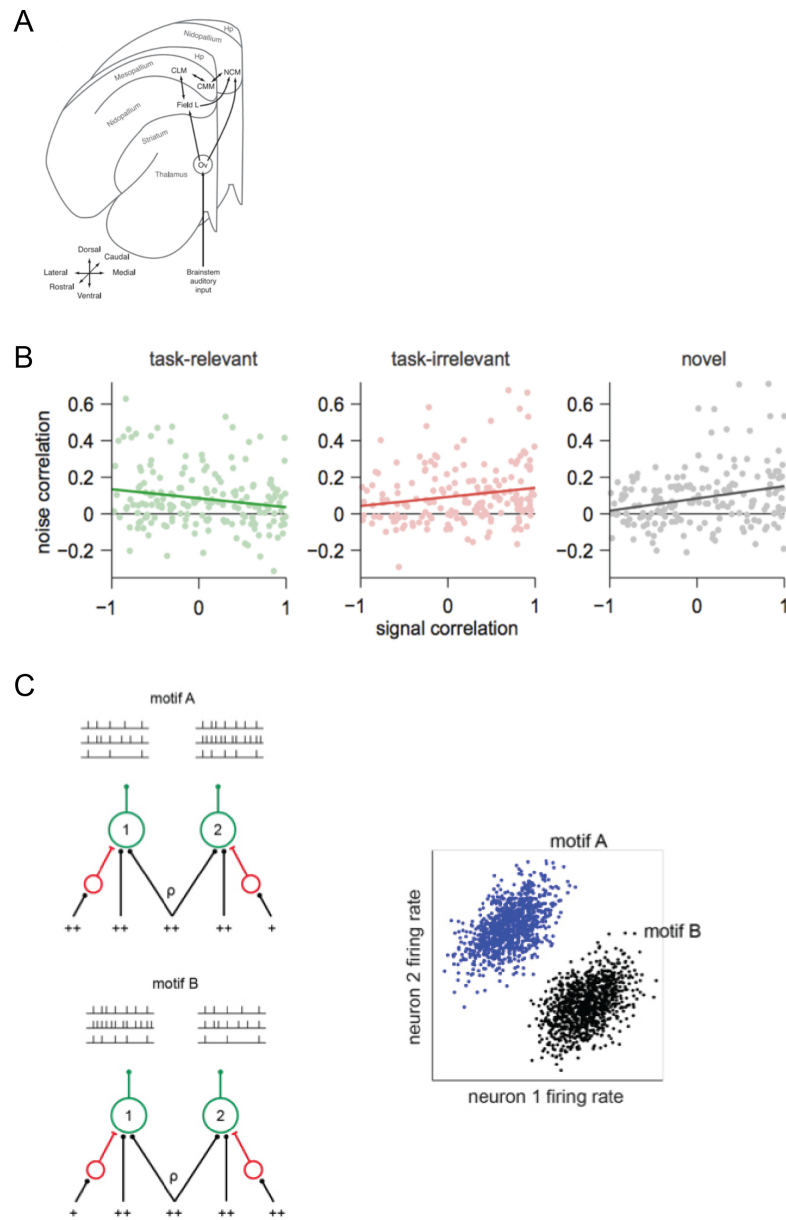 A
Hp
Nidopallium
Hp
Mesopallium
CLM
NCM
CMM
Field L
Nidopallium
Striatum
Ov
Thalamus
Dorsal
Caudal
Lateral
Medial
Rostral
Ventral
Brainstem
auditory
input
B
task-relevant
task-irrelevant
novel
noise correlation
0.6
0.4
0.2
0
−0.2
0.6
0.4
0.2
0
−0.2
0.6
0.4
0.2
0
−0.2
−1
0
1
−1
0
1
−1
0
1
signal correlation
C
motif A
1
2
ρ
++
++
++
++
+
motif B
1
2
ρ
+
++
++
++
++
motif A
motif B
neuron 2 firing rate
neuron 1 firing rate